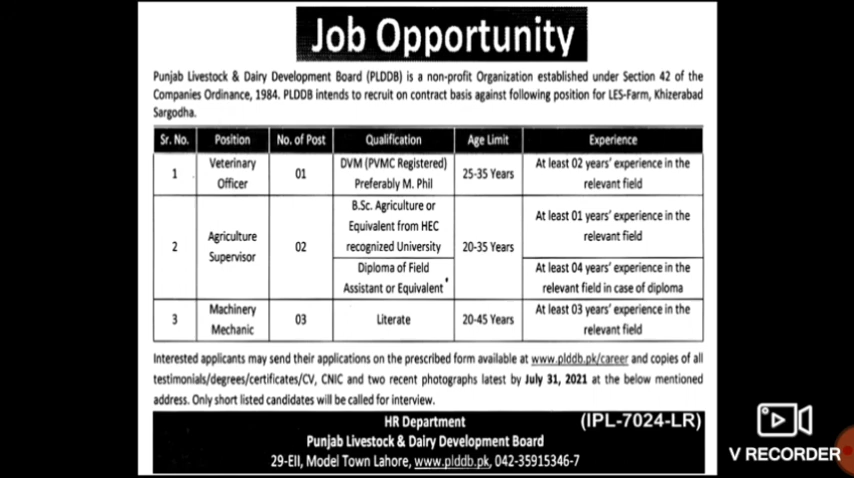 Job Opportunity
Punjab Livestock & Dairy Development Board (PLDDB) is a non-profit Organization established under Section 42 of the
Companies Ordinance, 1984. PLDDB intends to recruit on contract basis against following position for LES-Farm, Khizerabad
Sargodha.
Sr. No. Position No. of Post Qualification Age Limit Experience
1 Veterinary Officer 01 DVM (PVMC Registered) Preferably M. Phil 25-35 Years At least 02 years' experience in the relevant field
2 Agriculture Supervisor 02 B.Sc. Agriculture or Equivalent from HEC recognized University 20-35 Years At least 01 years' experience in the relevant field
Diploma of Field Assistant or Equivalent At least 04 years' experience in the relevant field in case of diploma
3 Machinery Mechanic 03 Literate 20-45 Years At least 03 years' experience in the relevant field
Interested applicants may send their applications on the prescribed form available at www.plddb.pk/career and copies of all
testimonials/degrees/certificates/CV, CNIC and two recent photographs latest by July 31, 2021 at the below mentioned
address. Only short listed candidates will be called for interview.
HR Department (IPL-7024-LR)
Punjab Livestock & Dairy Development Board
29-EII, Model Town Lahore, www.plddb.pk, 042-35915346-7
V RECORDER